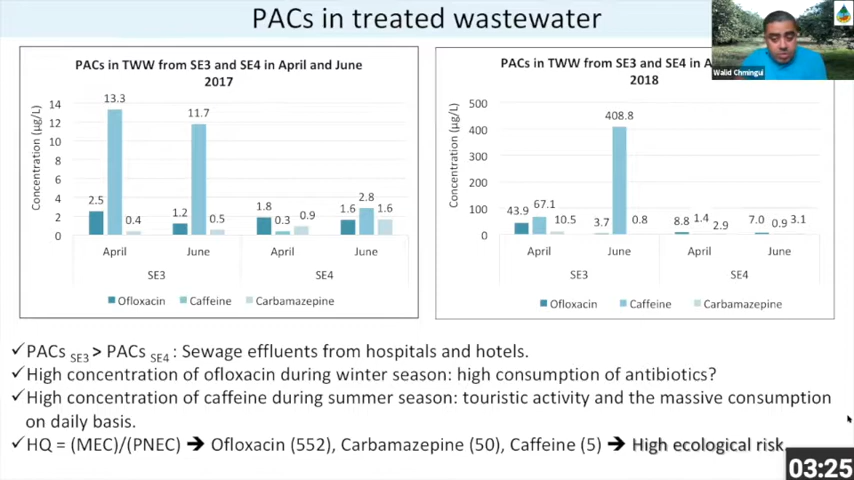 PACs in treated wastewater
Walid Chmingui
PACs in TWW from SE3 and SE4 in April and June
2017
Concentration (µg/L)
14
12
10
8
6
4
2
0
2.5
13.3
0.4
1.2
11.7
0.5
1.8
0.3
0.9
1.6
2.8
1.6
April
June
April
June
SE3
SE4
Ofloxacin
Caffeine
Carbamazepine
PACs in TWW from SE3 and SE4 in A
2018
Concentration (µg/L)
500
400
300
200
100
0
43.9
67.1
10.5
3.7
408.8
0.8
8.8
1.4
2.9
7.0
0.9
3.1
April
June
April
June
SE3
SE4
Ofloxacin
Caffeine
Carbamazepine
✓PACs SE3 > PACs SE4 : Sewage effluents from hospitals and hotels.
✓High concentration of ofloxacin during winter season: high consumption of antibiotics?
✓High concentration of caffeine during summer season: touristic activity and the massive consumption
on daily basis.
✓HQ = (MEC)/(PNEC) ➔ Ofloxacin (552), Carbamazepine (50), Caffeine (5) ➔ High ecological risk.
03:25